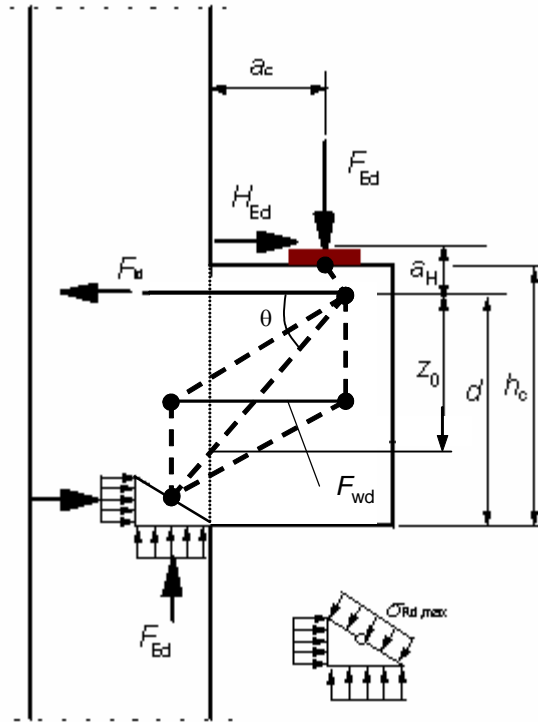 a_c
F_Ed
H_Ed
F_td
a_H
θ
z_0
d
h_c
F_wd
F_Ed
σ_Rd,max